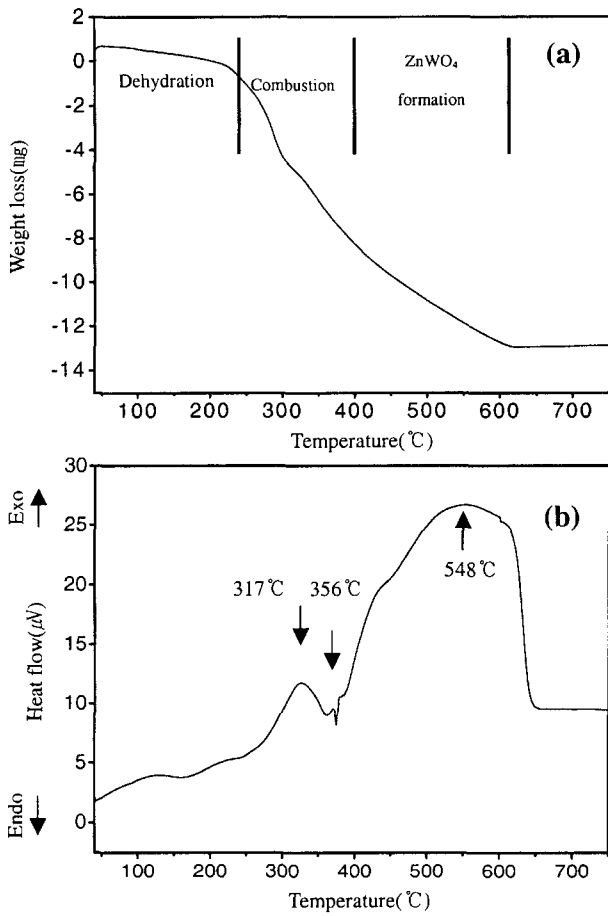 2
0
-2
-4
-6
-8
-10
-12
-14
Weight loss(㎎)
(a)
Dehydration
Combustion
ZnWO₄
formation
100 200 300 400 500 600 700
Temperature(℃)
30
25
20
15
10
5
0
Exo
Heat flow(μV)
Endo
(b)
317℃ 356℃
548℃
100 200 300 400 500 600 700
Temperature(℃)